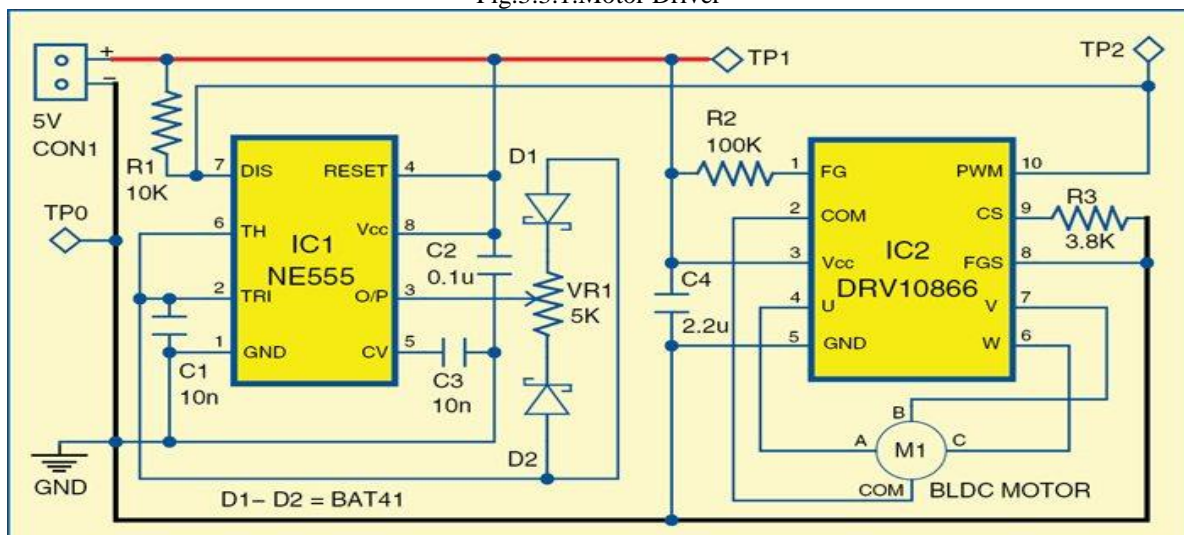 Fig.3.3.1.Motor Driver
+
−
5V
CON1
R1
10K
TP0
GND
7 DIS
6 TH
2 TRI
1 GND
RESET 4
Vcc 8
O/P 3
CV 5
IC1
NE555
C1
10n
C2
0.1u
C3
10n
D1
VR1
5K
D2
D1– D2 = BAT41
TP1
TP2
R2
100K
C4
2.2u
1 FG
2 COM
3 Vcc
4 U
5 GND
PWM 10
CS 9
FGS 8
V 7
W 6
IC2
DRV10866
R3
3.8K
B
A M1 C
COM BLDC MOTOR